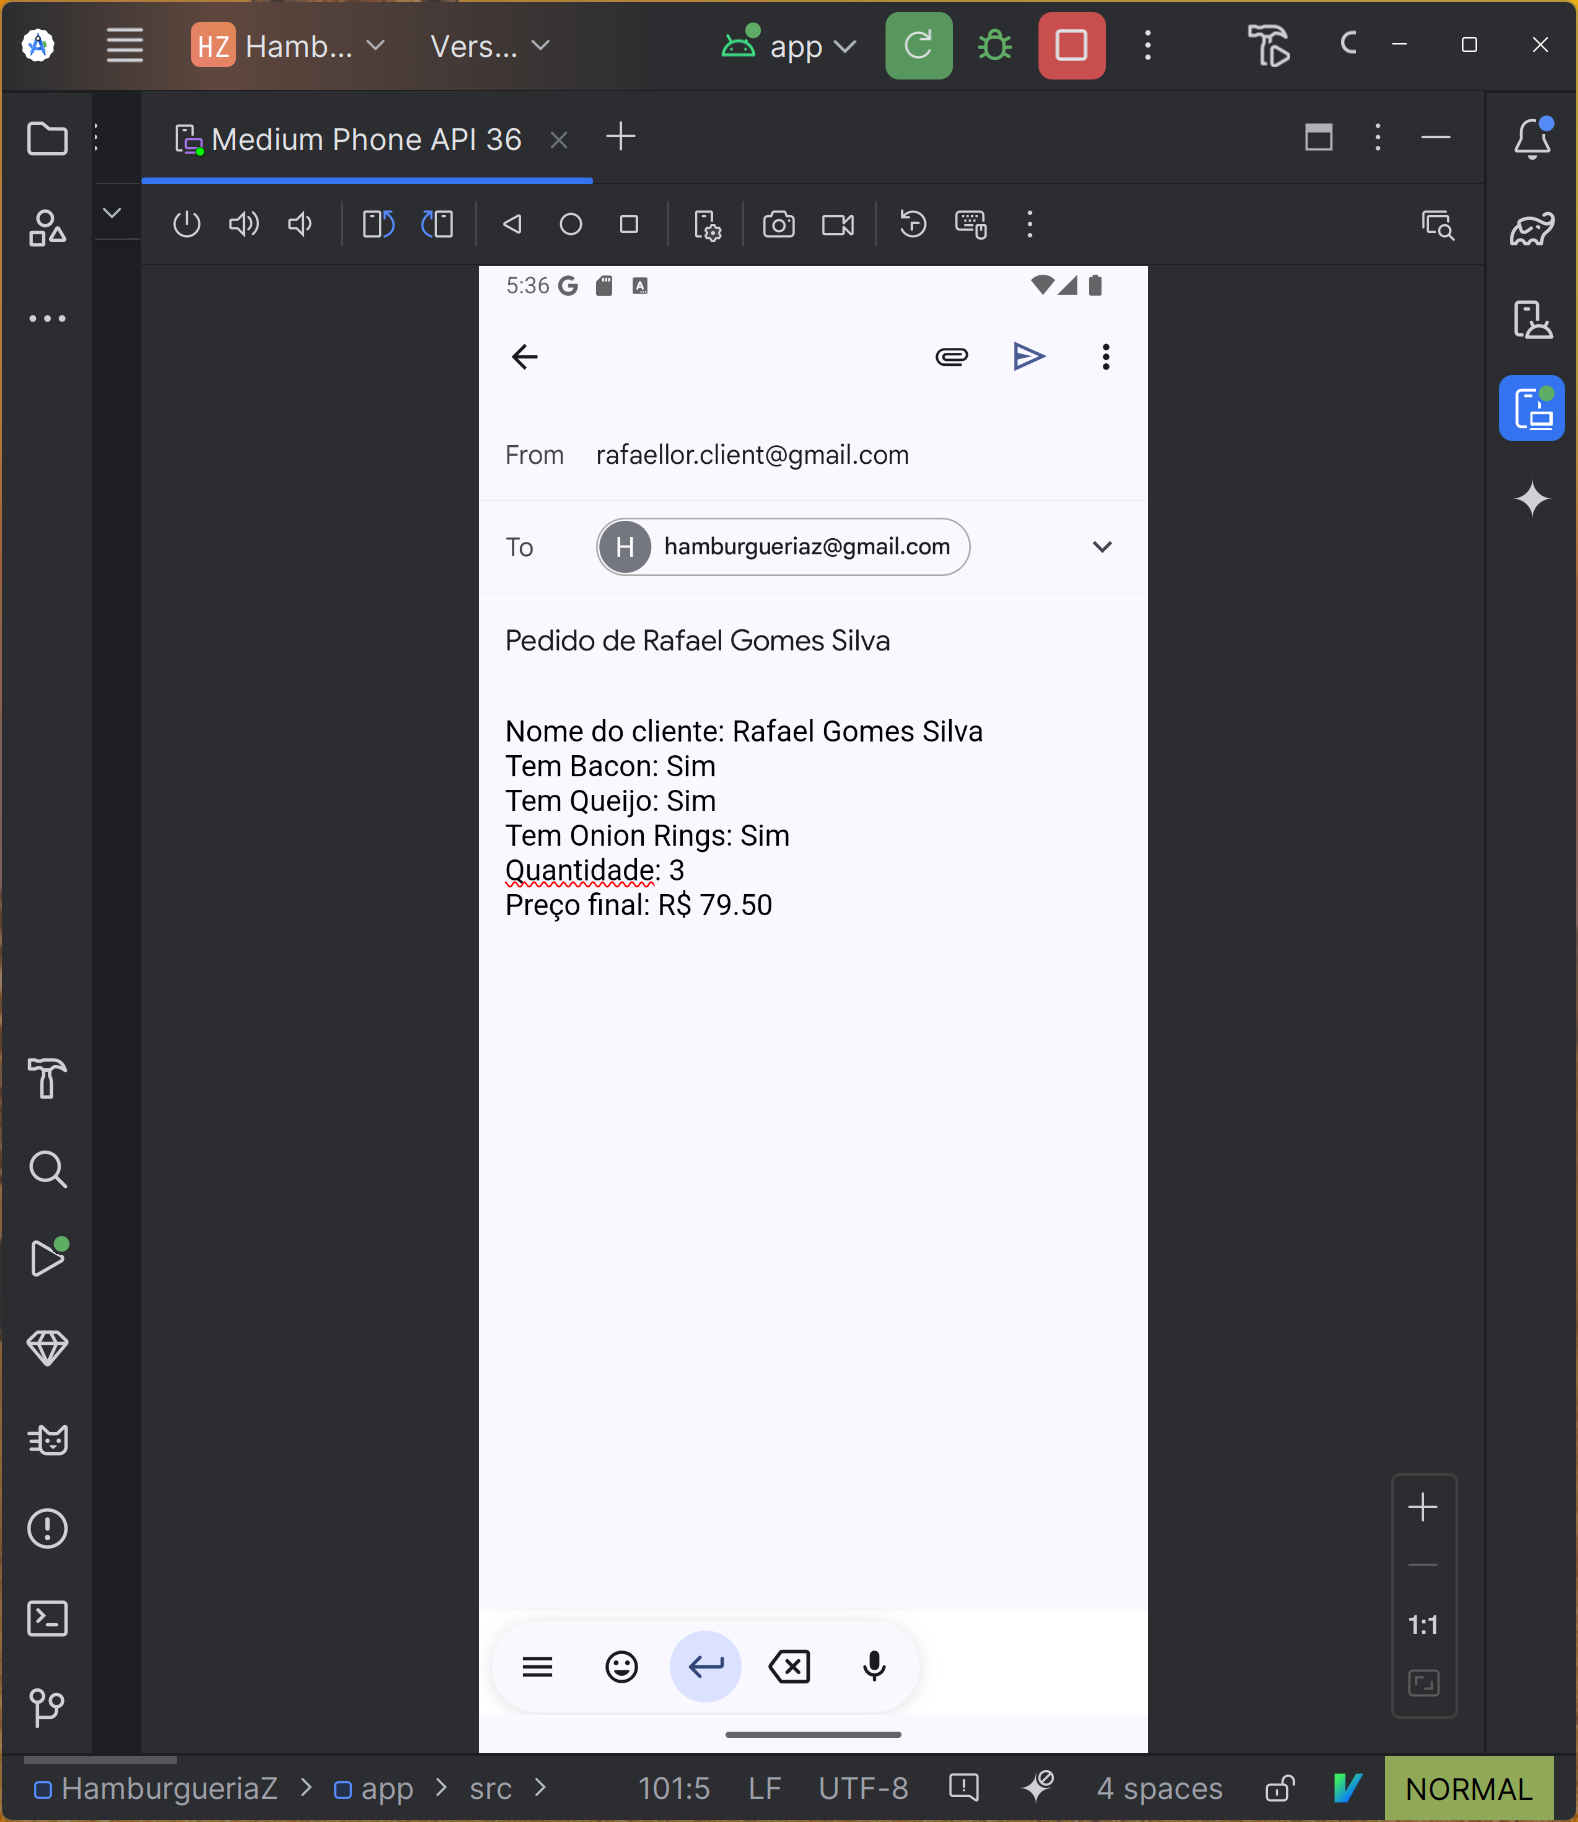 HZ Hamb... Vers... app
Medium Phone API 36
5:36
From rafaellor.client@gmail.com
To H hamburgueriaz@gmail.com
Pedido de Rafael Gomes Silva
Nome do cliente: Rafael Gomes Silva
Tem Bacon: Sim
Tem Queijo: Sim
Tem Onion Rings: Sim
Quantidade: 3
Preço final: R$ 79.50
1:1
HamburgueriaZ > app > src > 101:5 LF UTF-8 4 spaces NORMAL